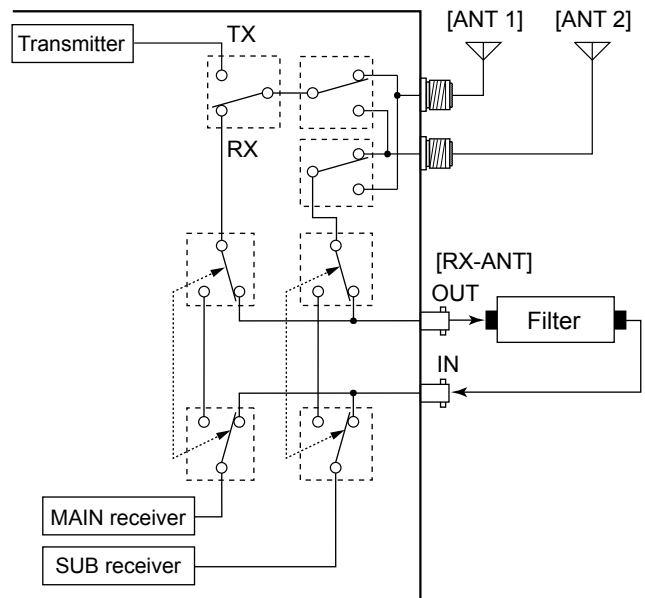 [ANT 1]
[ANT 2]
Transmitter
TX
RX
[RX-ANT]
OUT
Filter
IN
MAIN receiver
SUB receiver